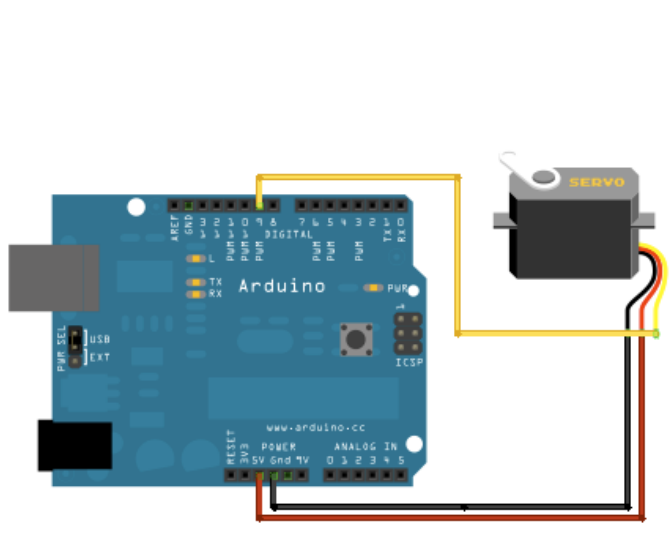 SERVO
AREF
GND
13
12
11
10
9
8
7
6
5
4
3
2
TX 1
RX 0
PWM
PWM
PWM
PWM
PWM
PWM
DIGITAL
L
TX
RX
Arduino
PWR
1
ICSP
PWR SEL
USB
EXT
www.arduino.cc
POWER
ANALOG IN
RESET
3V3
5V Gnd 9V
0 1 2 3 4 5